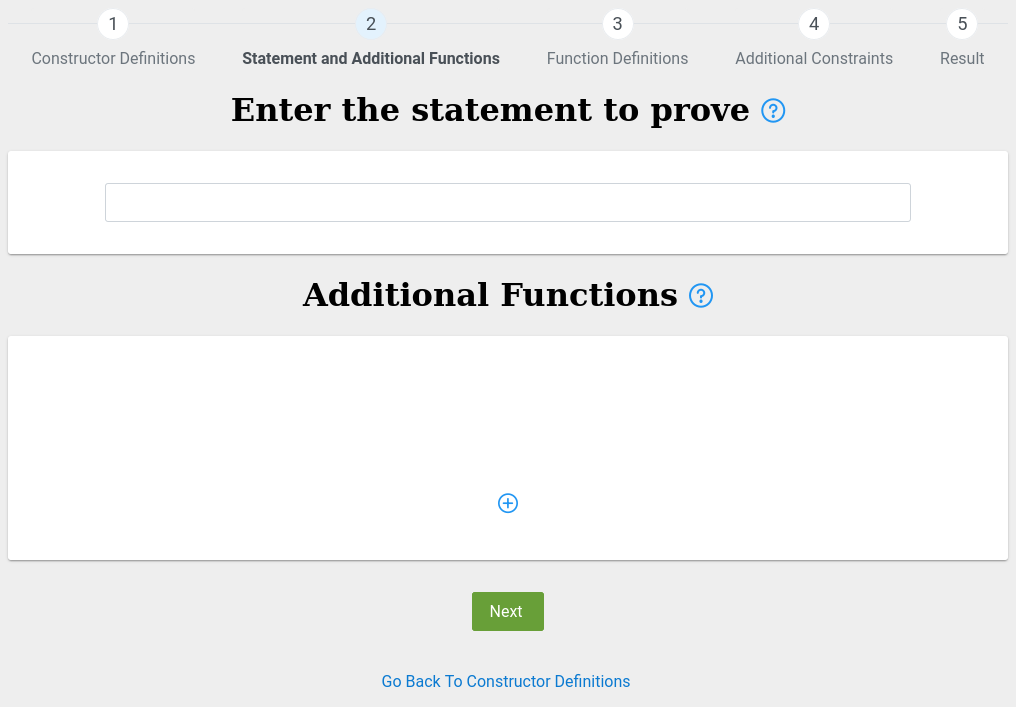 1 2 3 4 5
Constructor Definitions Statement and Additional Functions Function Definitions Additional Constraints Result
Enter the statement to prove ?
Additional Functions ?
Next
Go Back To Constructor Definitions